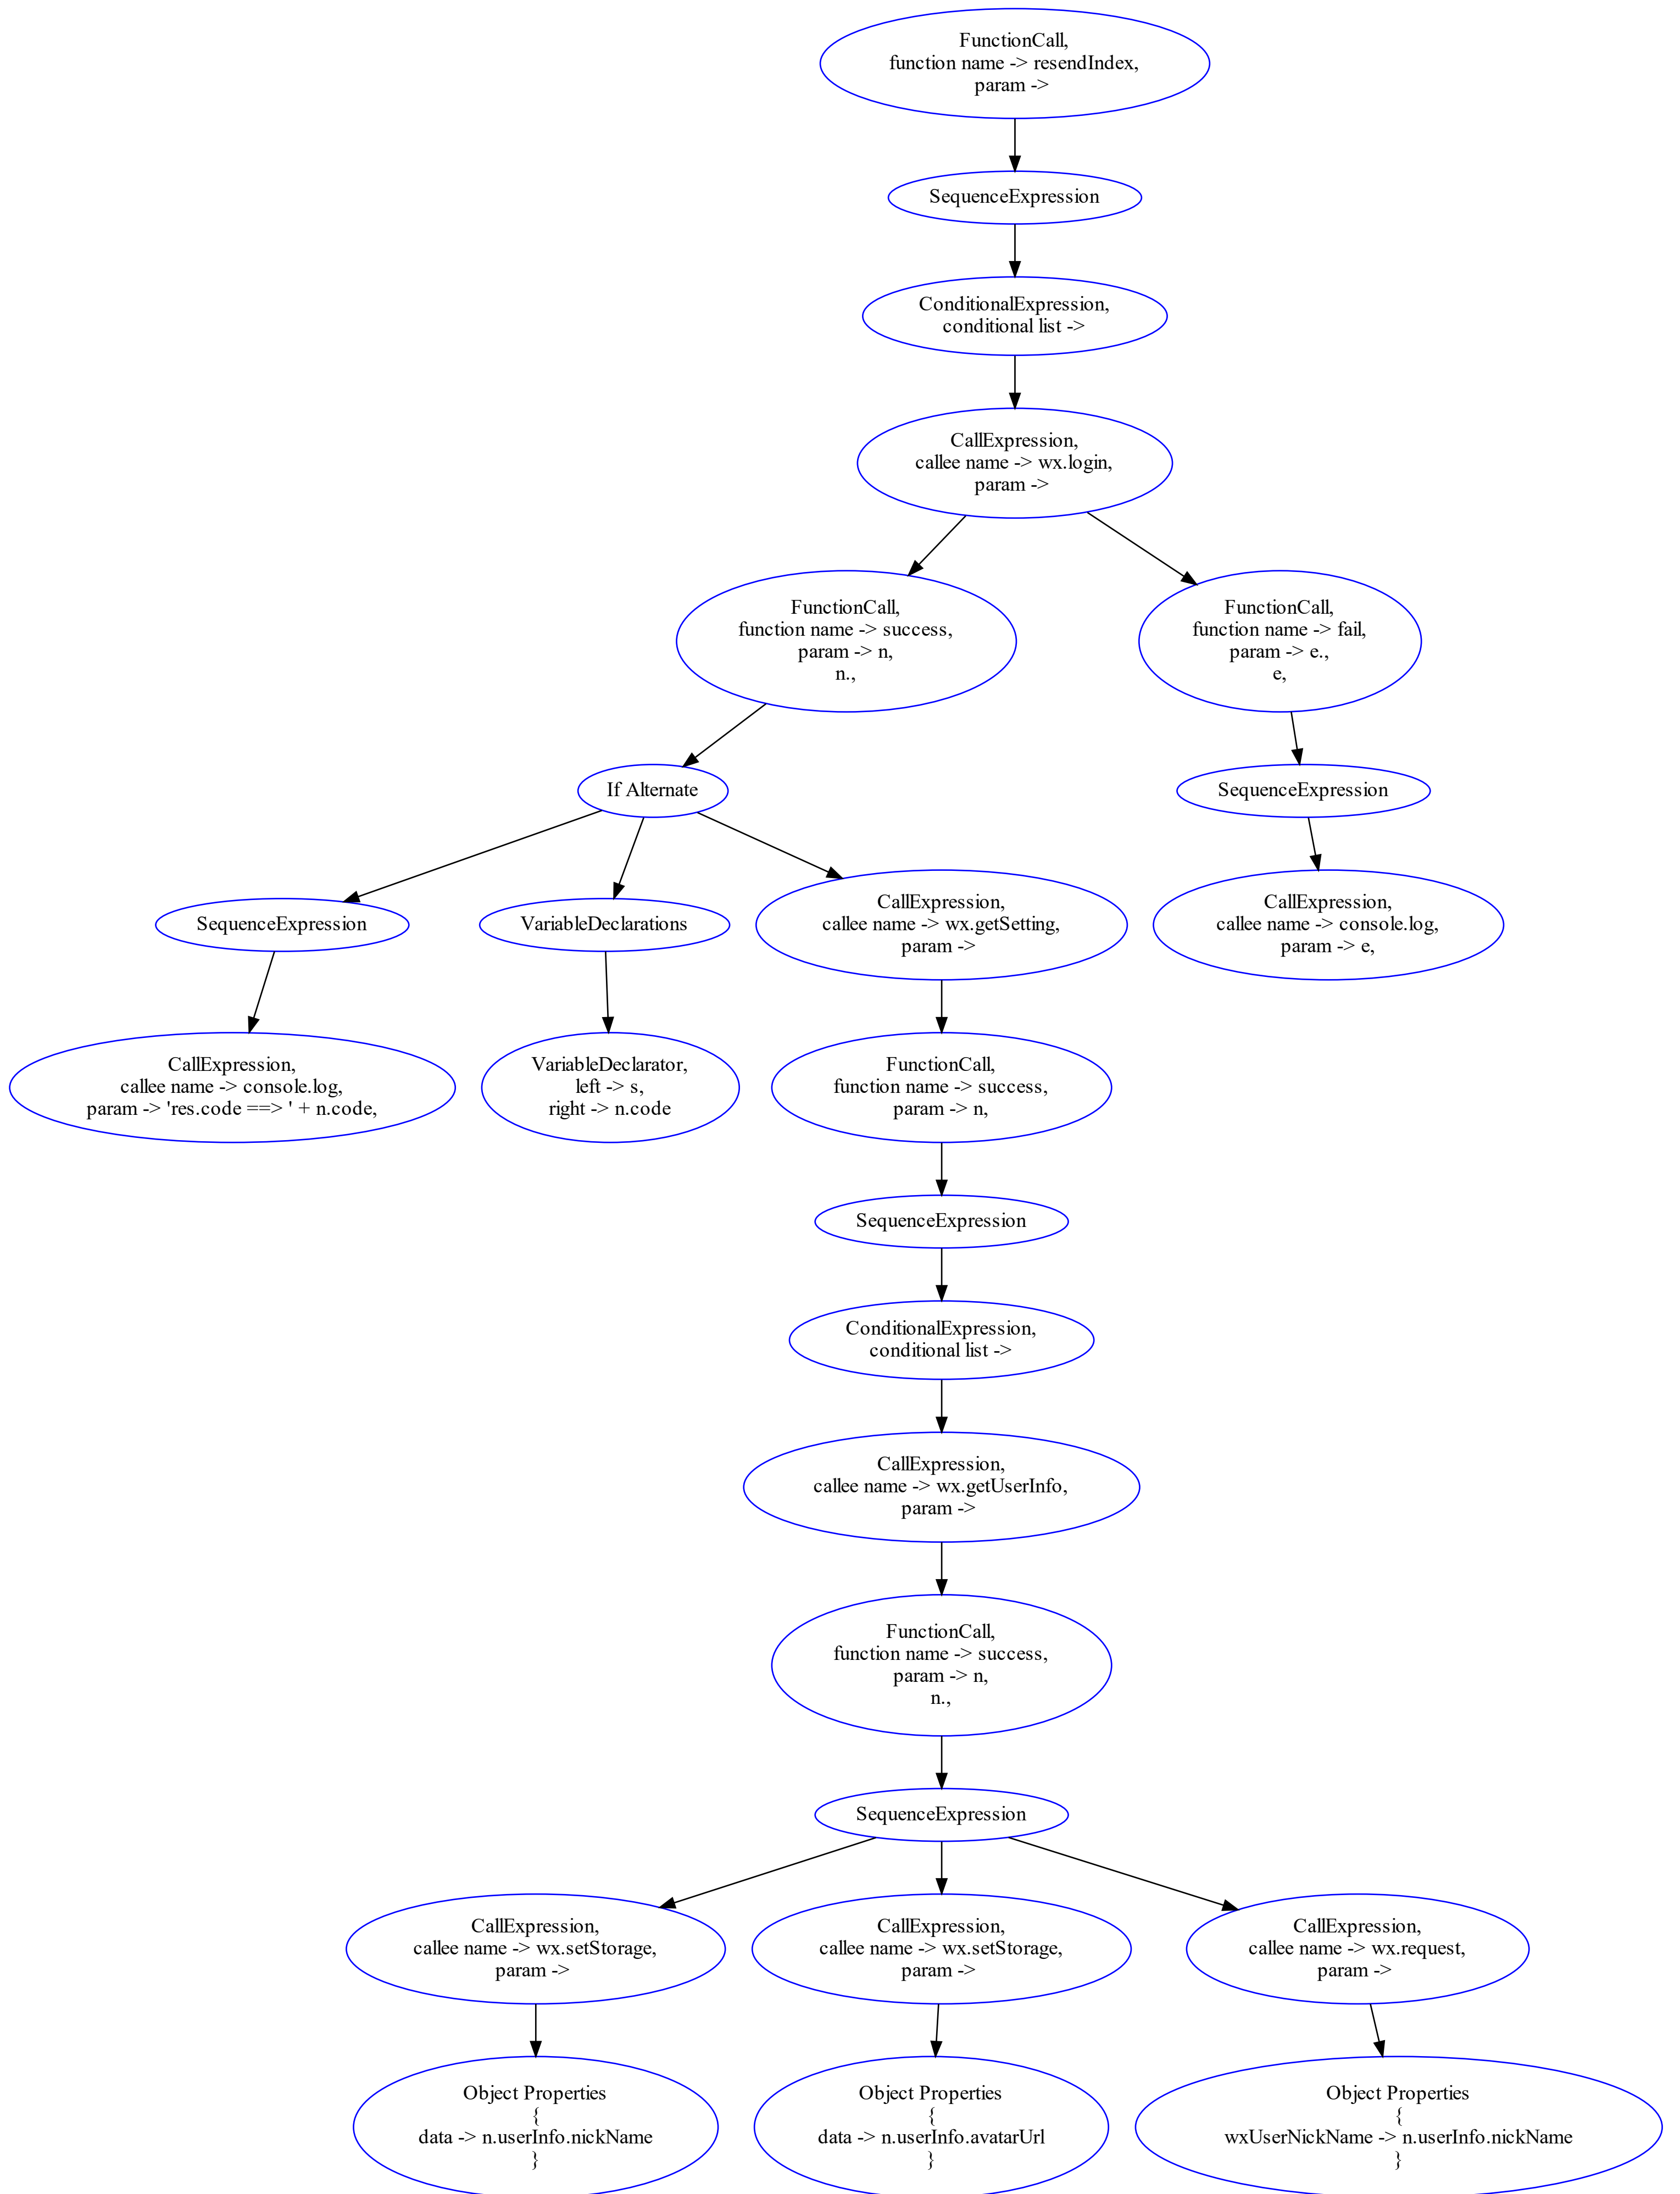 FunctionCall,
function name -> resendIndex,
param ->
SequenceExpression
ConditionalExpression,
conditional list ->
CallExpression,
callee name -> wx.login,
param ->
FunctionCall,
function name -> success,
param -> n,
n.,
FunctionCall,
function name -> fail,
param -> e.,
e,
If Alternate
SequenceExpression
SequenceExpression
VariableDeclarations
CallExpression,
callee name -> wx.getSetting,
param ->
CallExpression,
callee name -> console.log,
param -> e,
CallExpression,
callee name -> console.log,
param -> 'res.code ==> ' + n.code,
VariableDeclarator,
left -> s,
right -> n.code
FunctionCall,
function name -> success,
param -> n,
SequenceExpression
ConditionalExpression,
conditional list ->
CallExpression,
callee name -> wx.getUserInfo,
param ->
FunctionCall,
function name -> success,
param -> n,
n.,
SequenceExpression
CallExpression,
callee name -> wx.setStorage,
param ->
CallExpression,
callee name -> wx.setStorage,
param ->
CallExpression,
callee name -> wx.request,
param ->
Object Properties
{
data -> n.userInfo.nickName
}
Object Properties
{
data -> n.userInfo.avatarUrl
}
Object Properties
{
wxUserNickName -> n.userInfo.nickName
}